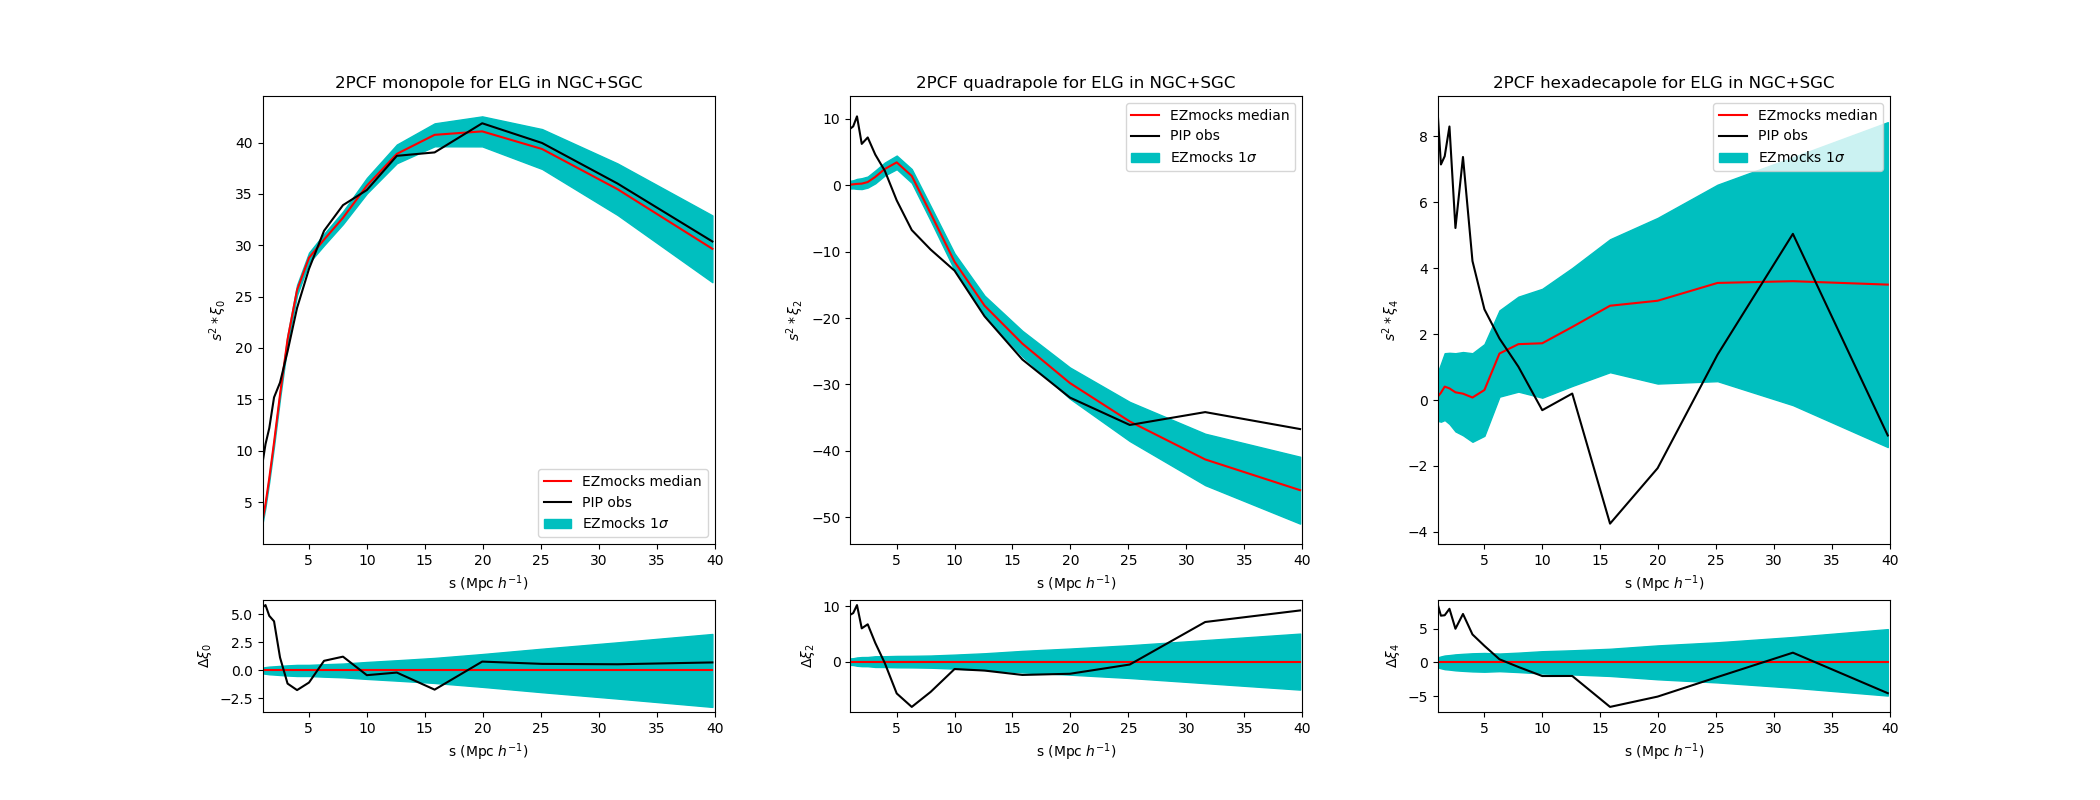 2PCF monopole for ELG in NGC+SGC
s² * ξ₀
40
35
30
25
20
15
10
5
EZmocks median
PIP obs
EZmocks 1σ
5 10 15 20 25 30 35 40
s (Mpc h⁻¹)
Δξ₀
5.0
2.5
0.0
−2.5
5 10 15 20 25 30 35 40
s (Mpc h⁻¹)
2PCF quadrapole for ELG in NGC+SGC
s² * ξ₂
10
0
−10
−20
−30
−40
−50
EZmocks median
PIP obs
EZmocks 1σ
5 10 15 20 25 30 35 40
s (Mpc h⁻¹)
Δξ₂
10
0
5 10 15 20 25 30 35 40
s (Mpc h⁻¹)
2PCF hexadecapole for ELG in NGC+SGC
s² * ξ₄
8
6
4
2
0
−2
−4
EZmocks median
PIP obs
EZmocks 1σ
5 10 15 20 25 30 35 40
s (Mpc h⁻¹)
Δξ₄
5
0
−5
5 10 15 20 25 30 35 40
s (Mpc h⁻¹)